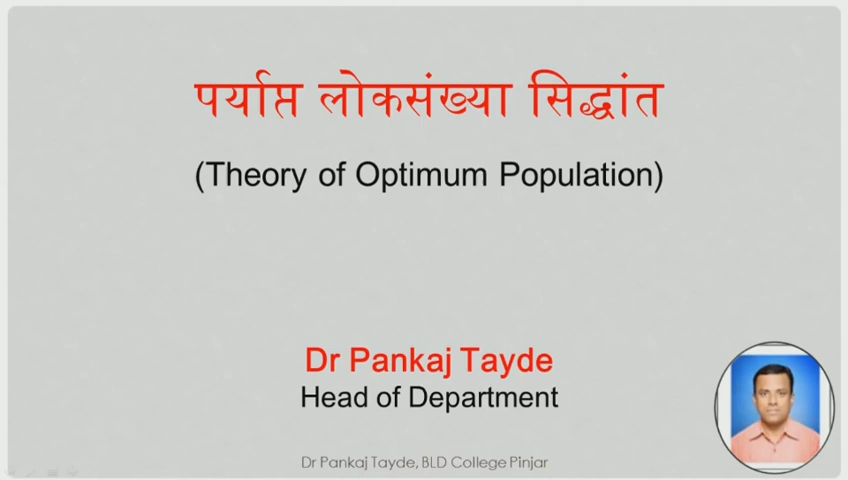 पर्याप्त लोकसंख्या सिद्धांत
(Theory of Optimum Population)
Dr Pankaj Tayde
Head of Department
Dr Pankaj Tayde, BLD College Pinjar